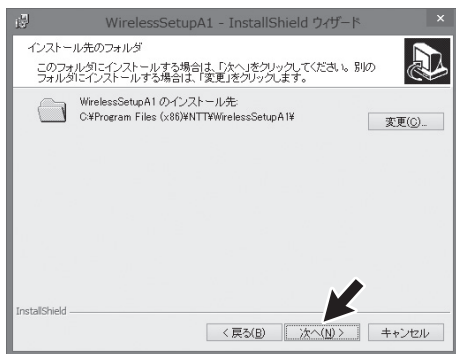 WirelessSetupA1 - InstallShield ウィザード
インストール先のフォルダ
このフォルダにインストールする場合は、「次へ」をクリックしてください。別の
フォルダにインストールする場合は、「変更」をクリックします。
WirelessSetupA1 のインストール先:
C:¥Program Files (x86)¥NTT¥WirelessSetupA1¥
変更(C)...
InstallShield
< 戻る(B)
次へ(N) >
キャンセル